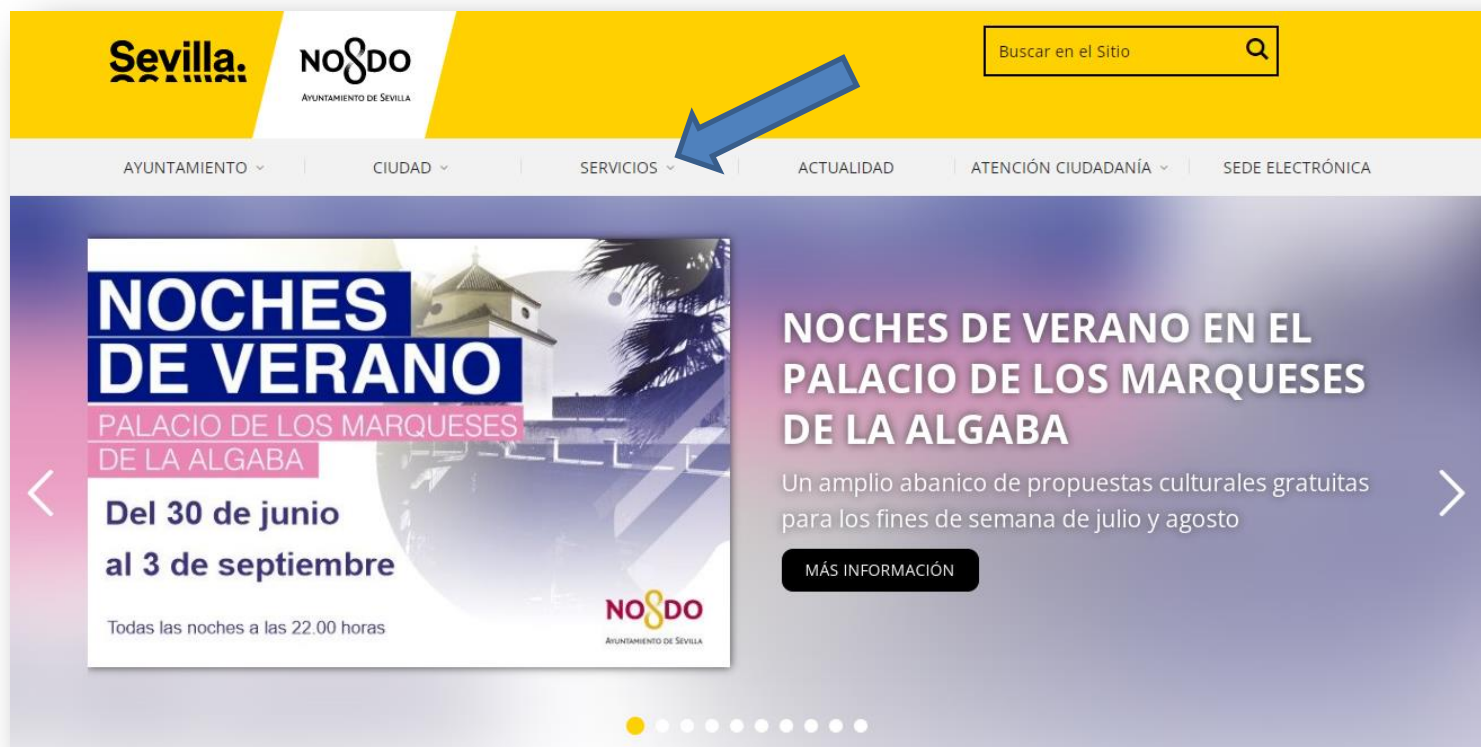 Sevilla.
NO8DO
AYUNTAMIENTO DE SEVILLA
Buscar en el Sitio
AYUNTAMIENTO
CIUDAD
SERVICIOS
ACTUALIDAD
ATENCIÓN CIUDADANÍA
SEDE ELECTRÓNICA
NOCHES
DE VERANO
PALACIO DE LOS MARQUESES
DE LA ALGABA
Del 30 de junio
al 3 de septiembre
Todas las noches a las 22.00 horas
NO8DO
AYUNTAMIENTO DE SEVILLA
NOCHES DE VERANO EN EL
PALACIO DE LOS MARQUESES
DE LA ALGABA
Un amplio abanico de propuestas culturales gratuitas
para los fines de semana de julio y agosto
MÁS INFORMACIÓN